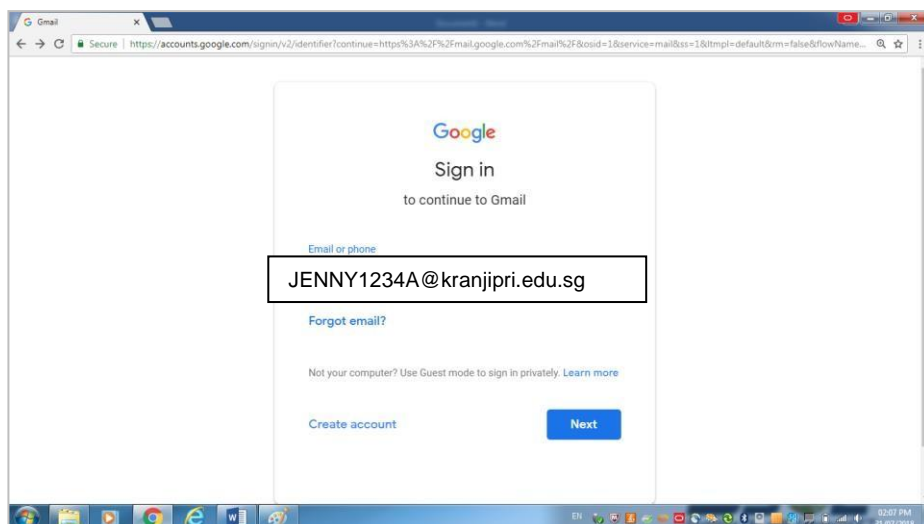 Gmail
Secure https://accounts.google.com/signin/v2/identifier?continue=https%3A%2F%2Fmail.google.com%2Fmail%2F&osid=1&service=mail&ss=1&ltmpl=default&rm=false&flowName...
Google
Sign in
to continue to Gmail
Email or phone
JENNY1234A@kranjipri.edu.sg
Forgot email?
Not your computer? Use Guest mode to sign in privately. Learn more
Create account
Next
EN
02:07 PM